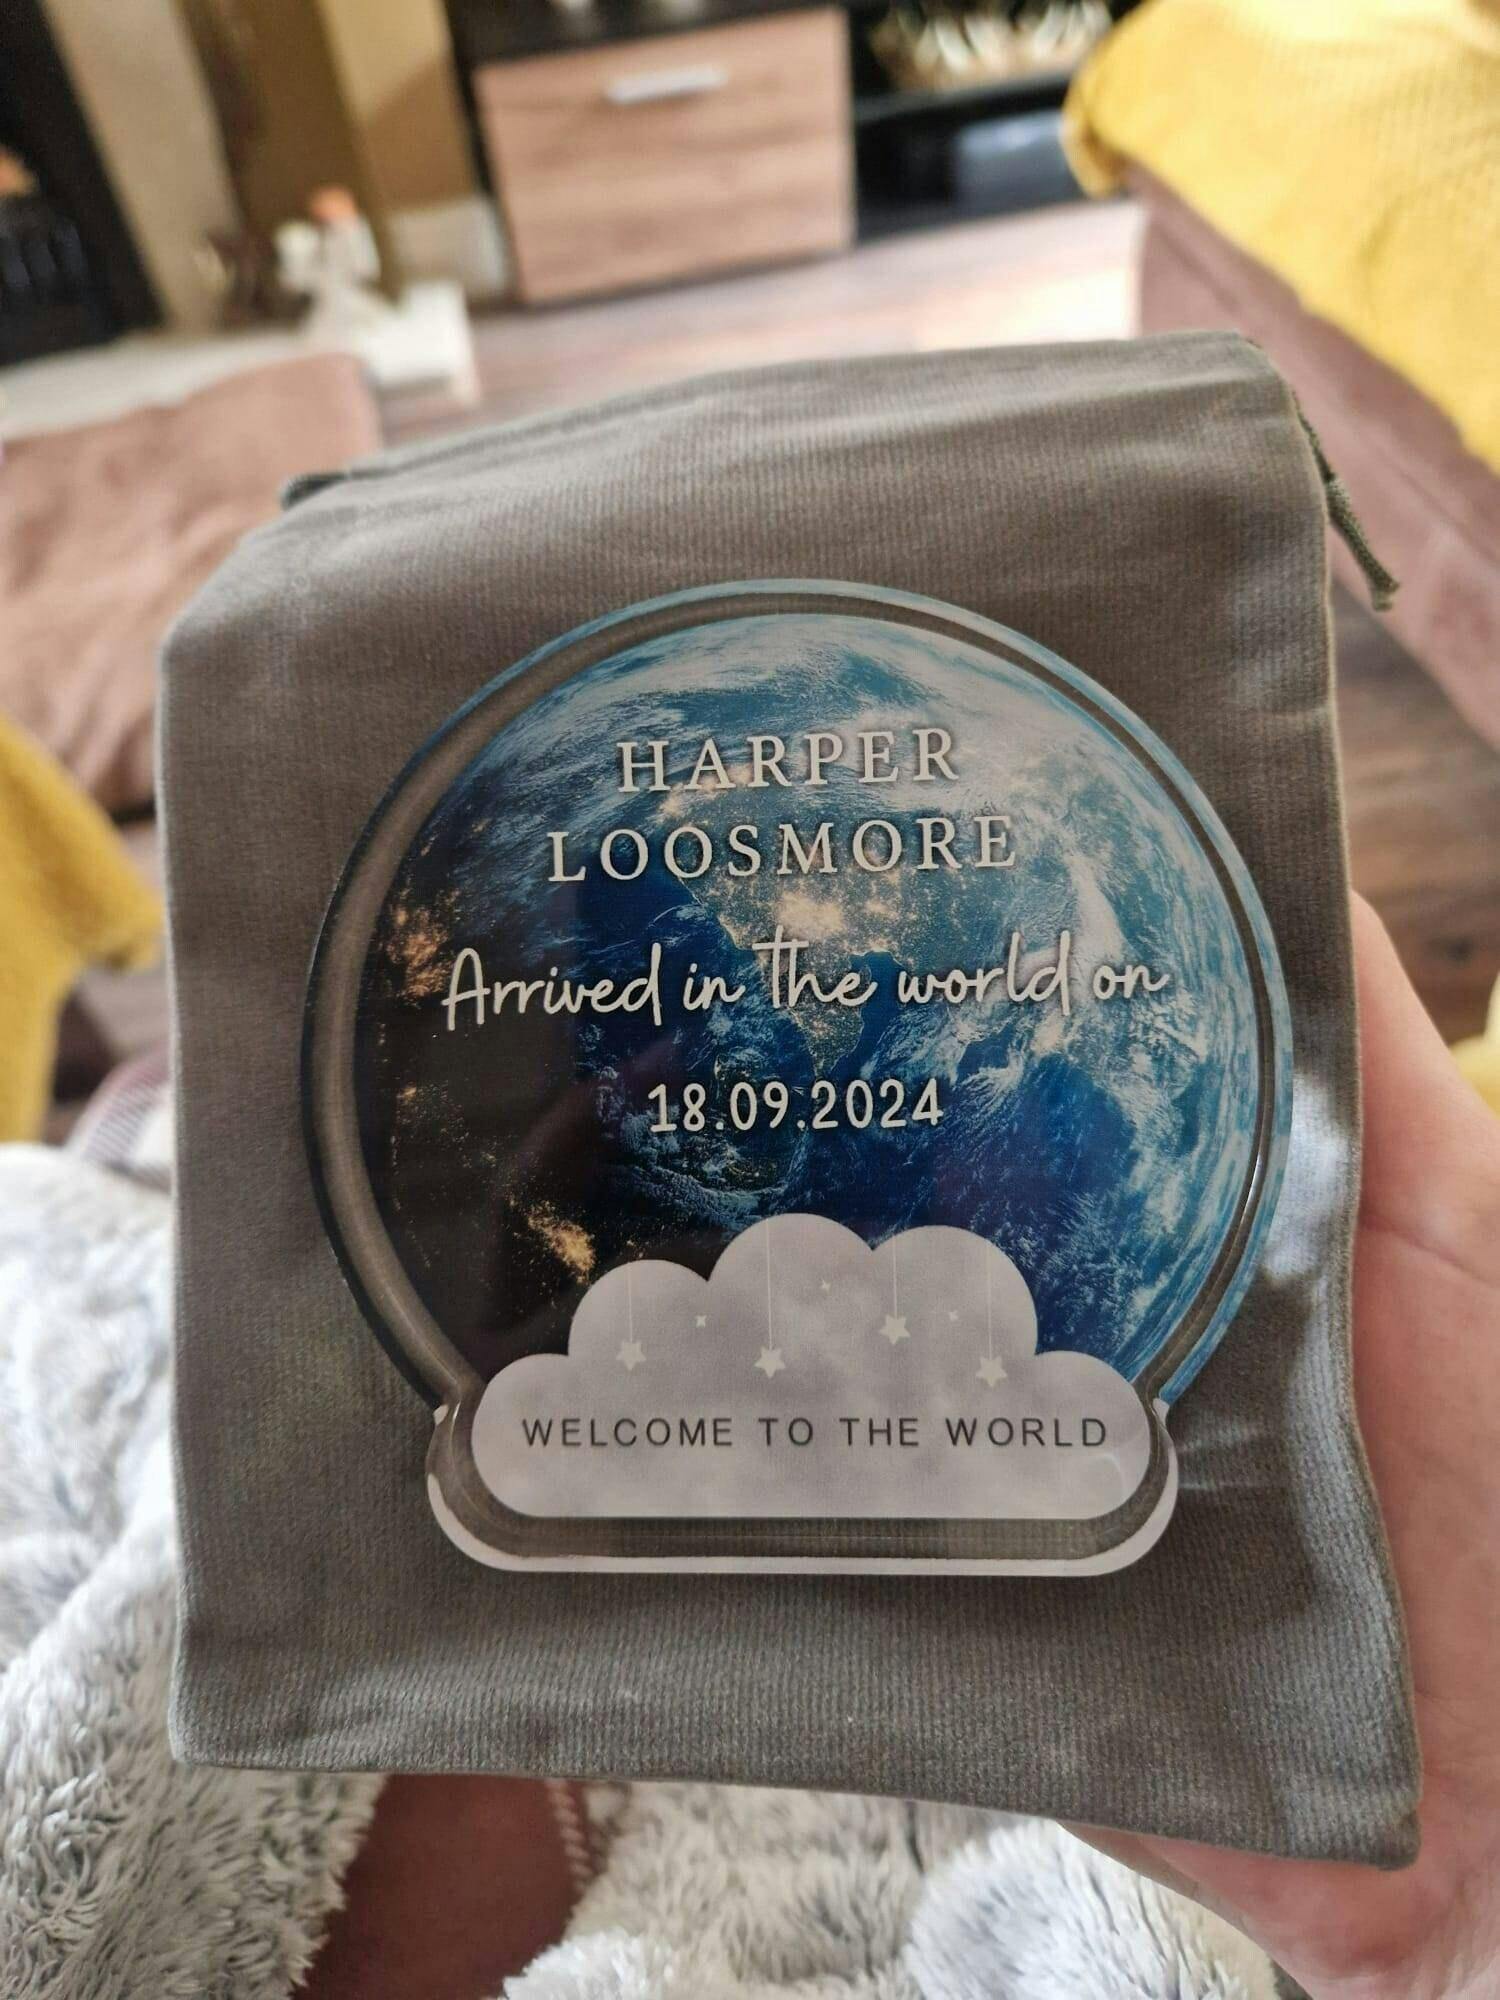 HARPER
LOOSMORE
Arrived in the world on
18.09.2024
WELCOME TO THE WORLD